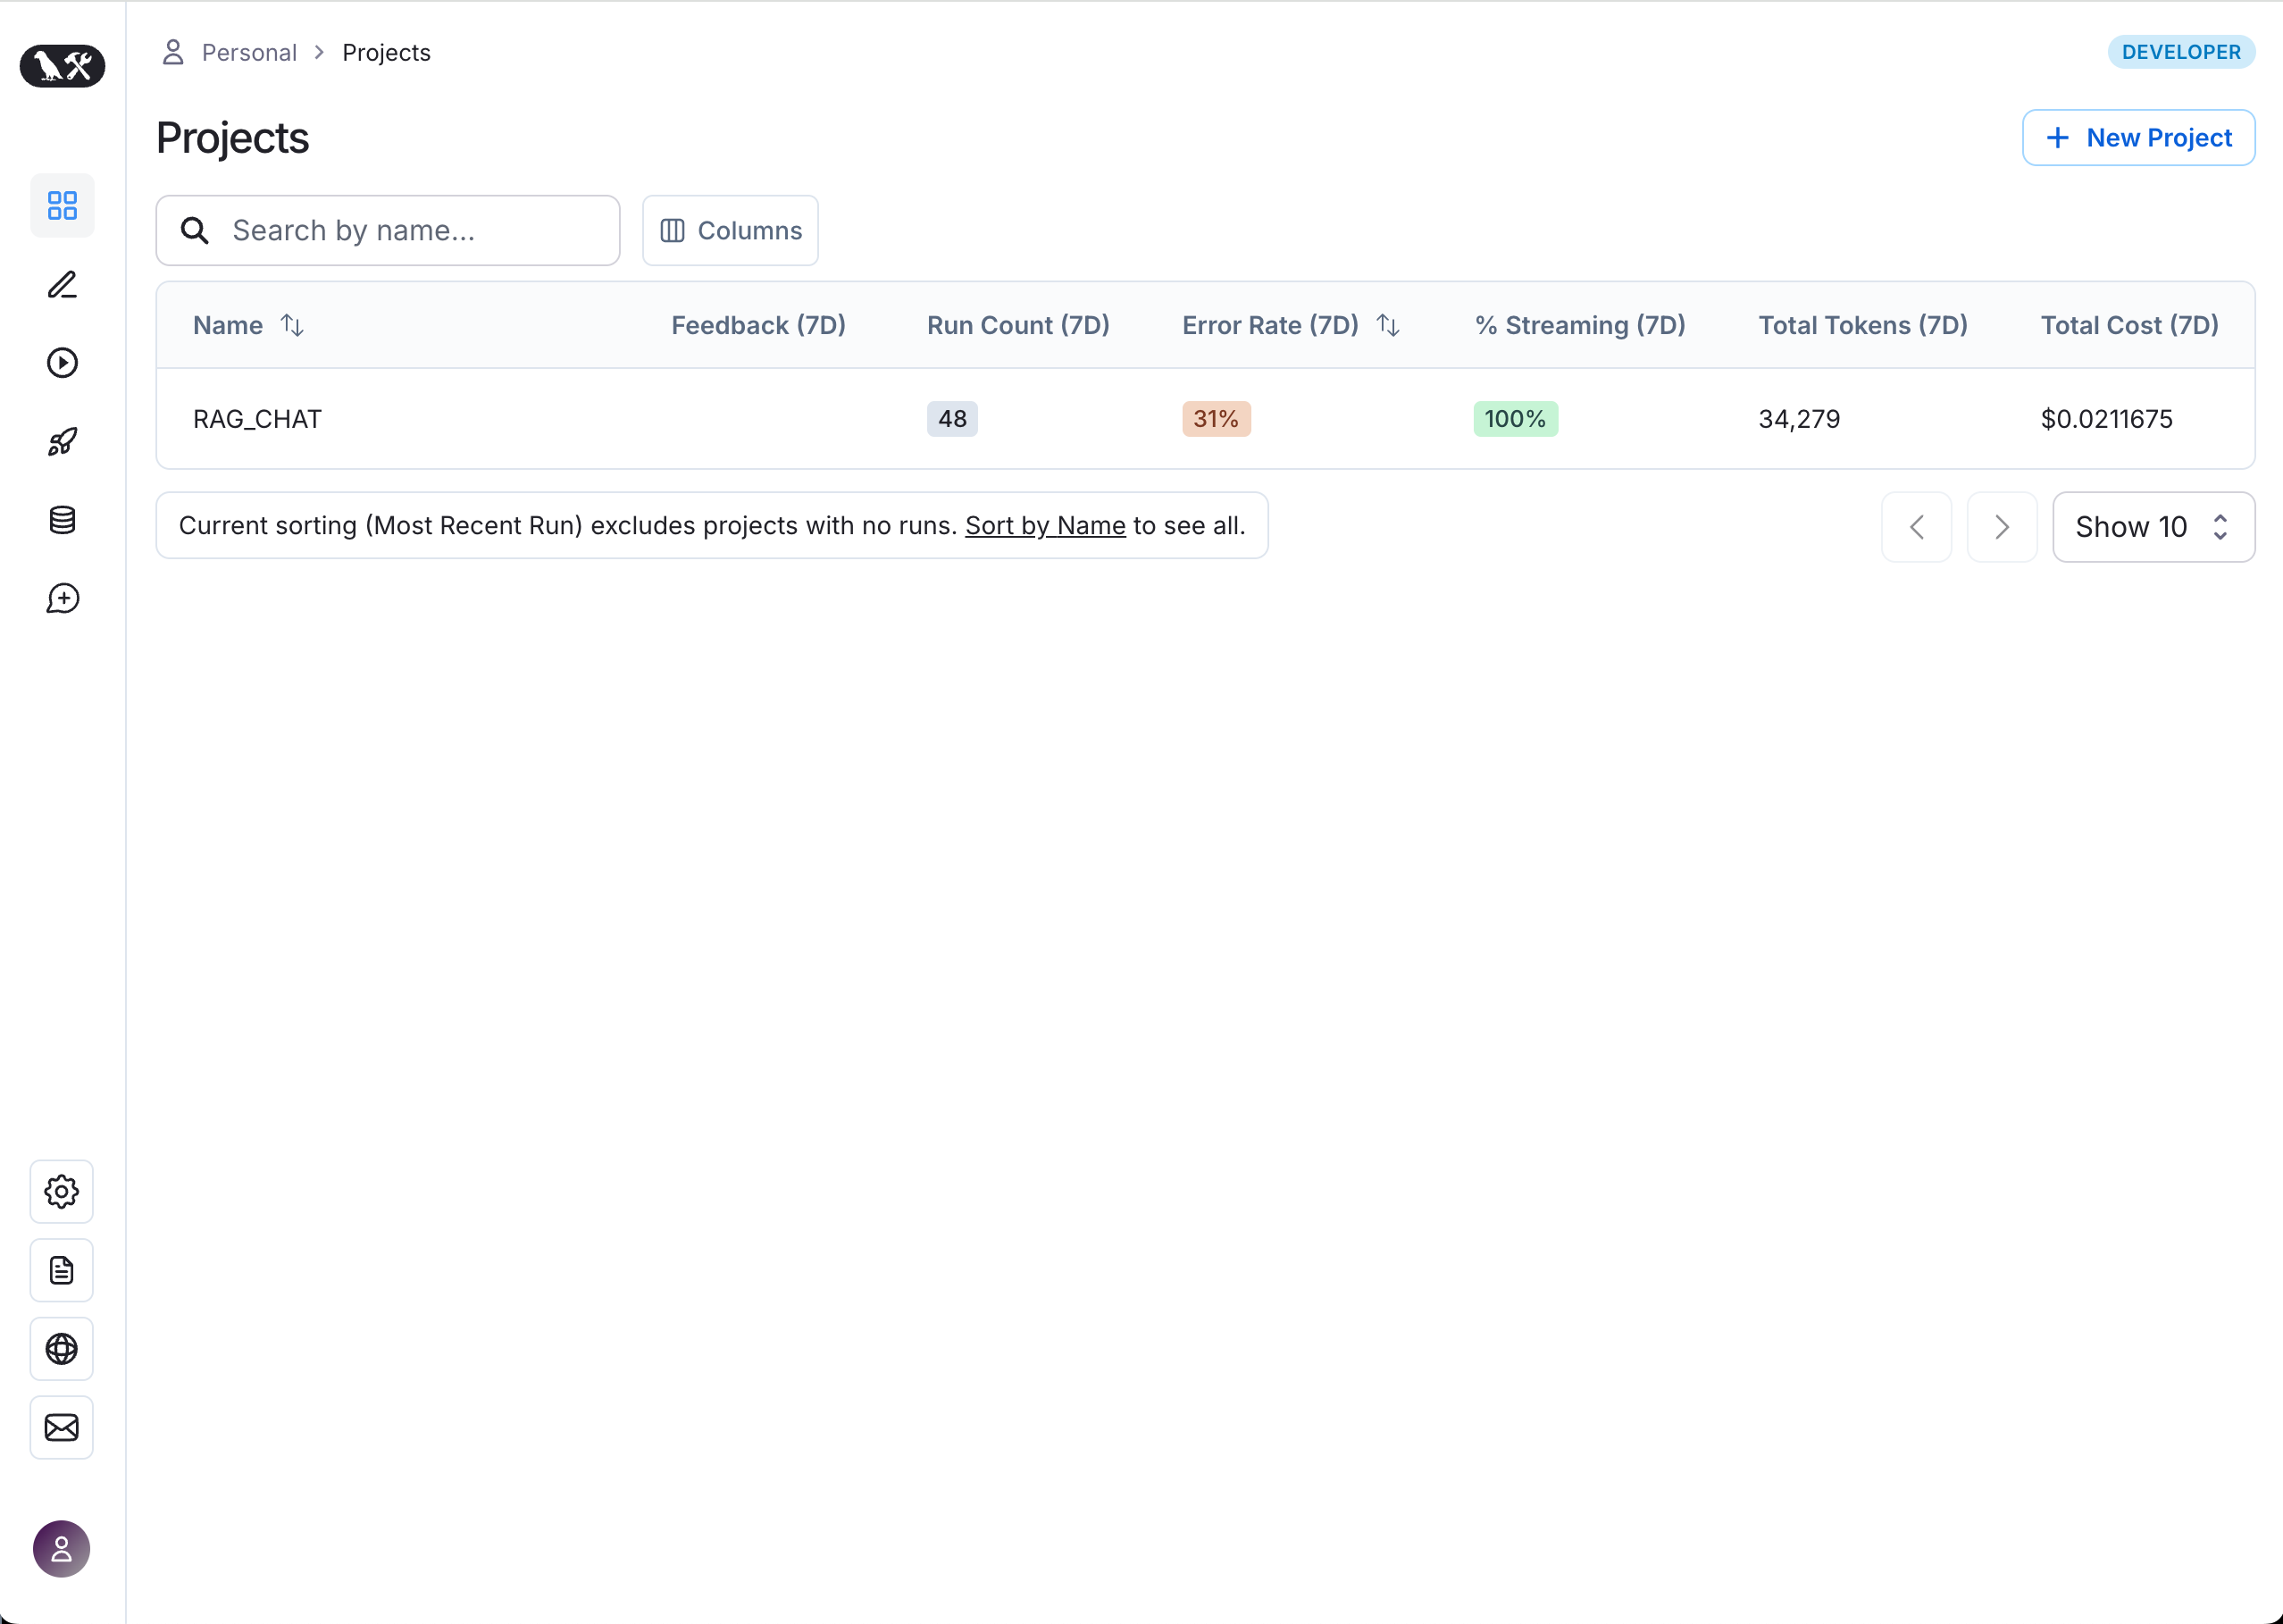 Personal > Projects
DEVELOPER
Projects
New Project
Search by name...
Columns
Name Feedback (7D) Run Count (7D) Error Rate (7D) % Streaming (7D) Total Tokens (7D) Total Cost (7D)
RAG_CHAT 48 31% 100% 34,279 $0.0211675
Current sorting (Most Recent Run) excludes projects with no runs. Sort by Name to see all.
Show 10